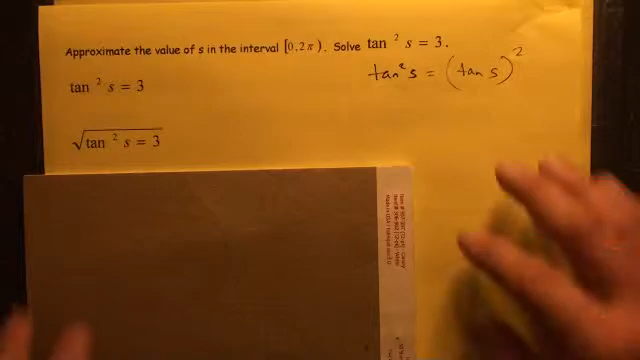 Approximate the value of s in the interval [0, 2π). Solve tan ² s = 3.
tan²s = (tan s)²
tan ² s = 3
√tan ² s = 3